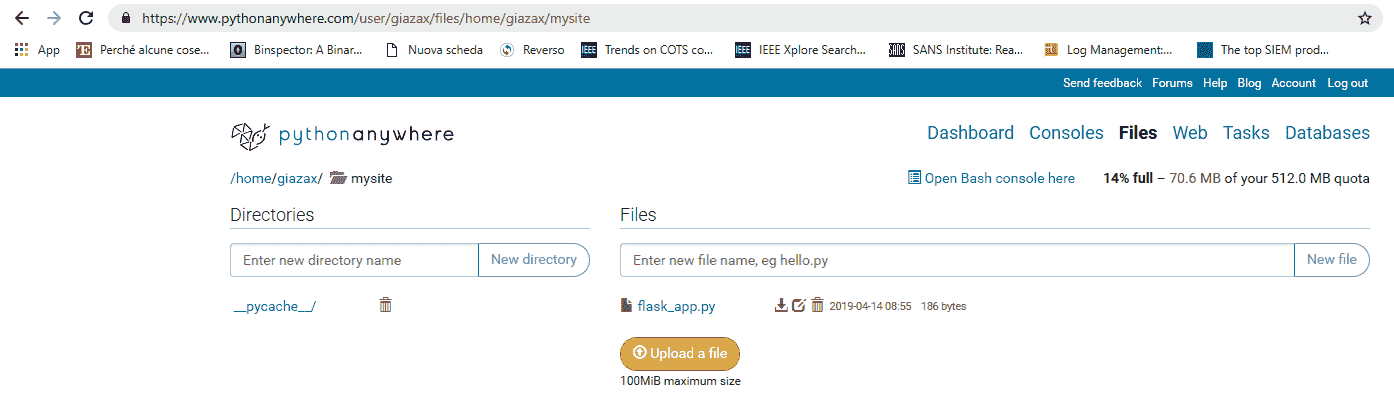 https://www.pythonanywhere.com/user/giazax/files/home/giazax/mysite
App Perché alcune cose... Binspector: A Binar... Nuova scheda Reverso Trends on COTS co... IEEE Xplore Search... SANS Institute: Rea... Log Management:... The top SIEM prod...
Send feedback Forums Help Blog Account Log out
pythonanywhere
Dashboard Consoles Files Web Tasks Databases
/home/giazax/ mysite
Open Bash console here 14% full – 70.6 MB of your 512.0 MB quota
Directories
Files
Enter new directory name New directory
Enter new file name, eg hello.py New file
__pycache__/
flask_app.py 2019-04-14 08:55 186 bytes
Upload a file
100MiB maximum size